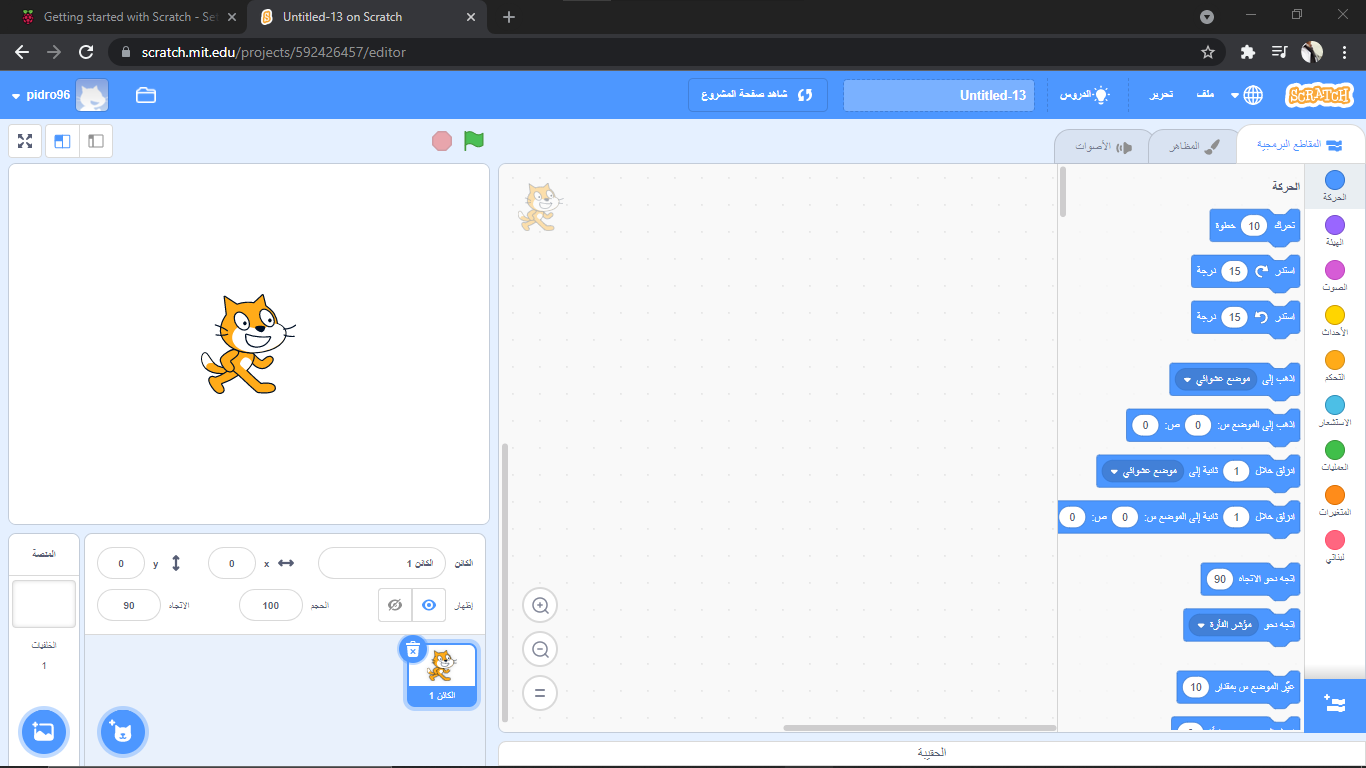 Getting started with Scratch - Se
Untitled-13 on Scratch
scratch.mit.edu/projects/592426457/editor
SCRATCH
ملف
تحرير
الدروس
Untitled-13
شاهد صفحة المشروع
pidro96
المقاطع البرمجية
المظاهر
الأصوات
الحركة
الهيئة
الصوت
الأحداث
التحكم
الاستشعار
العمليات
المتغيرات
لبناتي
الحركة
تحرك 10 خطوة
استدر 15 درجة
استدر 15 درجة
اذهب إلى موضع عشوائي
اذهب إلى الموضع س: 0 ص: 0
انزلق خلال 1 ثانية إلى موضع عشوائي
انزلق خلال 1 ثانية إلى الموضع س: 0 ص: 0
اتجه نحو الاتجاه 90
اتجه نحو مؤشر الفأرة
غيّر الموضع س بمقدار 10
الكائن الكائن 1 x 0 y 0
إظهار الحجم 100 الاتجاه 90
الكائن 1
المنصة
الخلفيات
1
الحقيبة